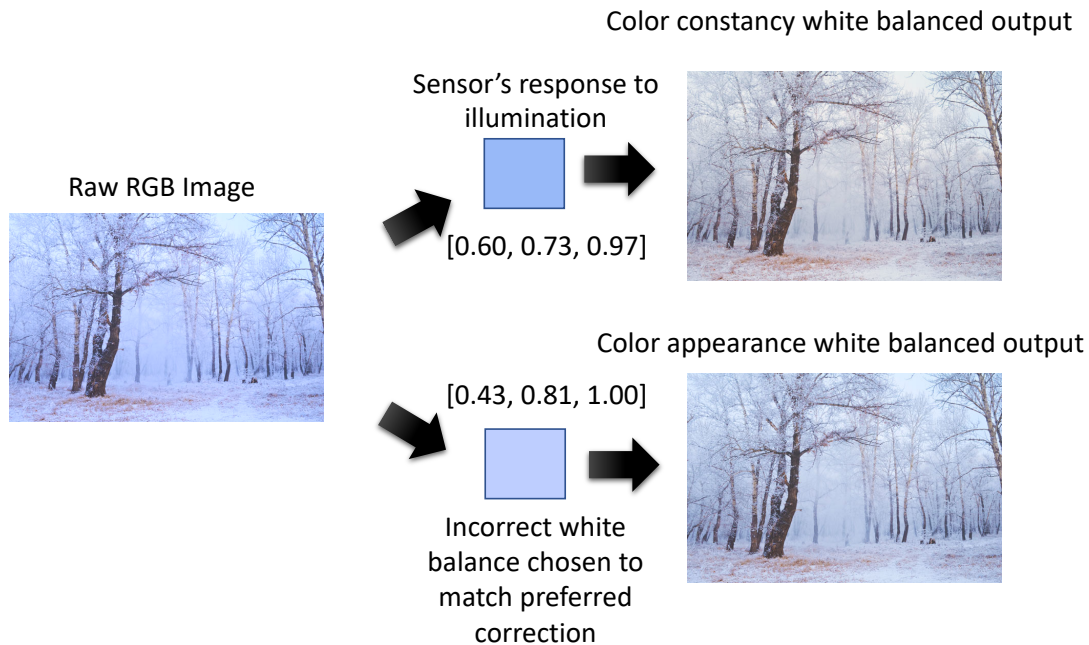 Color constancy white balanced output
Sensor’s response to
illumination
Raw RGB Image
[0.60, 0.73, 0.97]
Color appearance white balanced output
[0.43, 0.81, 1.00]
Incorrect white
balance chosen to
match preferred
correction